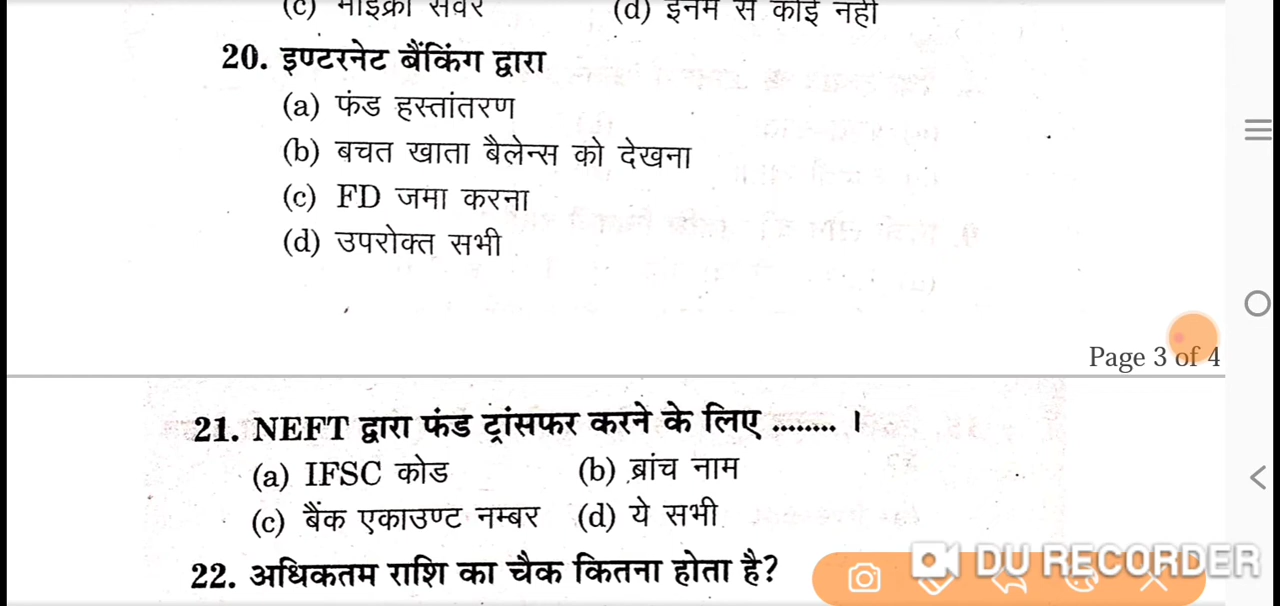 (c) माइक्रो सर्वर (d) इनमें से कोई नहीं
20. इण्टरनेट बैंकिंग द्वारा
(a) फंड हस्तांतरण
(b) बचत खाता बैलेन्स को देखना
(c) FD जमा करना
(d) उपरोक्त सभी
Page 3 of 4
21. NEFT द्वारा फंड ट्रांसफर करने के लिए ........ ।
(a) IFSC कोड (b) ब्रांच नाम
(c) बैंक एकाउण्ट नम्बर (d) ये सभी
22. अधिकतम राशि का चैक कितना होता है?
DU RECORDER